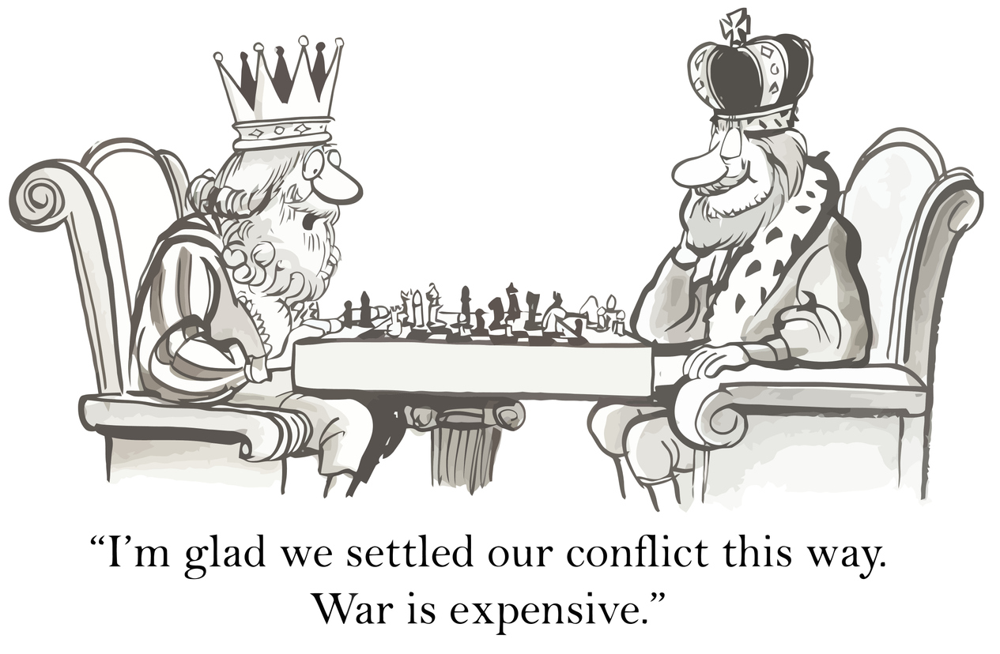 “I’m glad we settled our conflict this way.
War is expensive.”